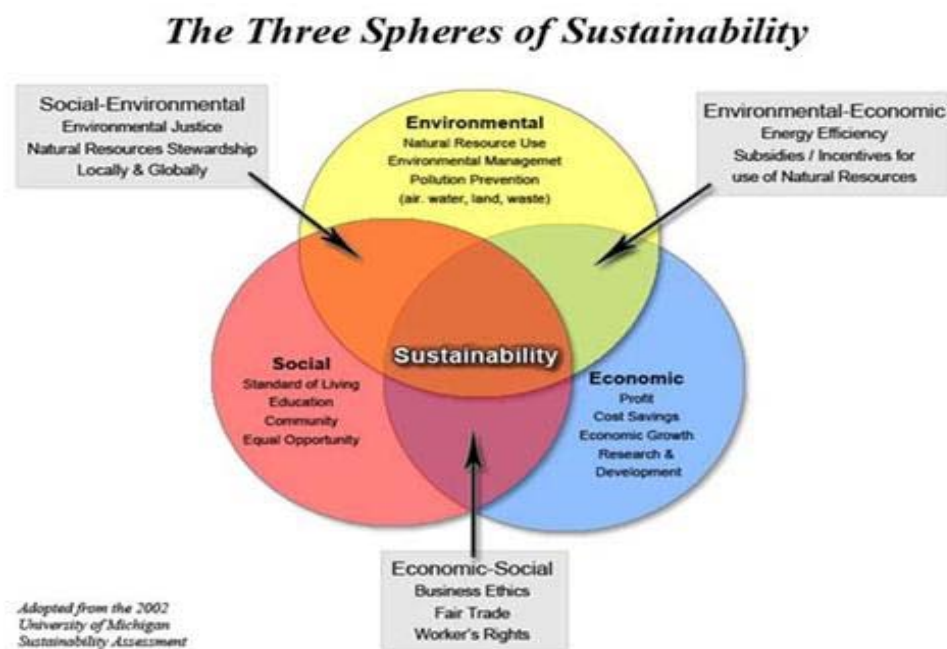 The Three Spheres of Sustainability
Social-Environmental
Environmental Justice
Natural Resources Stewardship
Locally & Globally
Environmental
Natural Resource Use
Environmental Managemet
Pollution Prevention
(air. water, land, waste)
Environmental-Economic
Energy Efficiency
Subsidies / Incentives for
use of Natural Resources
Sustainability
Social
Standard of Living
Education
Community
Equal Opportunity
Economic
Profit
Cost Savings
Economic Growth
Research &
Development
Economic-Social
Business Ethics
Fair Trade
Worker's Rights
Adopted from the 2002
University of Michigan
Sustainability Assessment